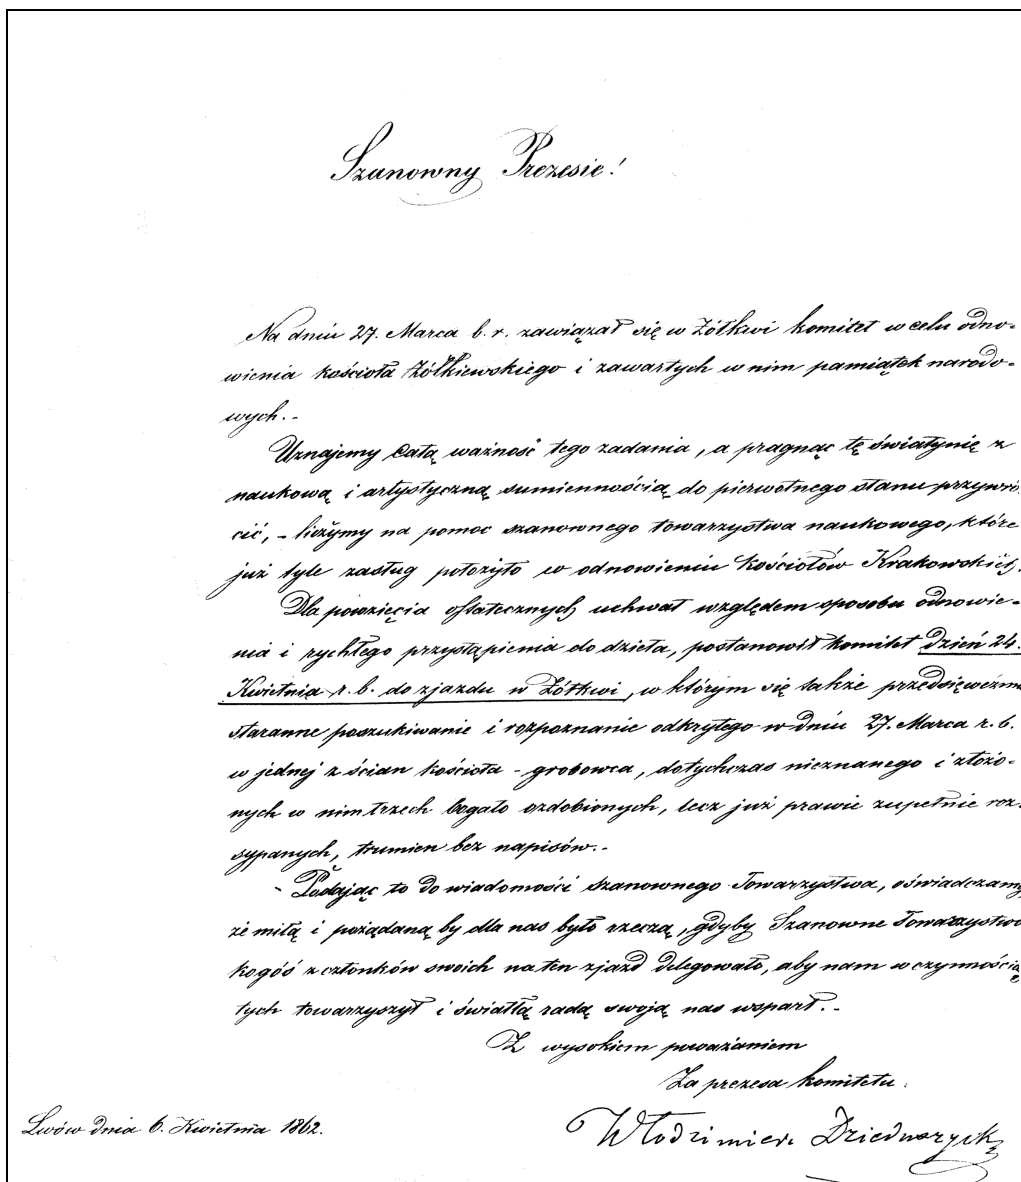 Szanowny Prezesie!
Na dniu 27. Marca b. r. zawiązał się w Żółkwi komitet w celu odno-
wienia kościoła Żółkiewskiego i zawartych w nim pamiątek narodo-
wych.-
Uznajemy całą ważność tego zadania, a pragnąc tę świątynię z
naukową i artystyczną sumiennością do pierwotnego stanu przywró-
cić, - liczymy na pomoc szanownego towarzystwa naukowego, które
już tyle zasług położyło w odnowieniu kościołów Krakowskich.
Dla powzięcia ostatecznych uchwał względem sposobu odnowie-
nia i rychłego przystąpienia do dzieła, postanowił komitet dzień 24.
Kwietnia r. b. do zjazdu w Żółkwi, w którym się także przedsięweźmie
staranne poszukiwanie i rozpoznanie odkrytego w dniu 27. Marca r. b.
w jednej z ścian kościoła - grobowca, dotychczas nieznanego i złożo-
nych w nim trzech bogato ozdobionych, lecz już prawie zupełnie roz-
sypanych, trumien bez napisów.-
- Podając to do wiadomości szanownego Towarzystwa, oświadczamy,
że miłą i pożądaną by dla nas było rzeczą, gdyby Szanowne Towarzystwo
kogoś z członków swoich na ten zjazd delegowało, aby nam w czynnościach
tych towarzyszył i światłą radą swoją nas wsparł.-
Z wysokiem poważaniem
Za prezesa komitetu.
Lwów dnia 6. Kwietnia 1862.
Włodzimierz Dzieduszycki